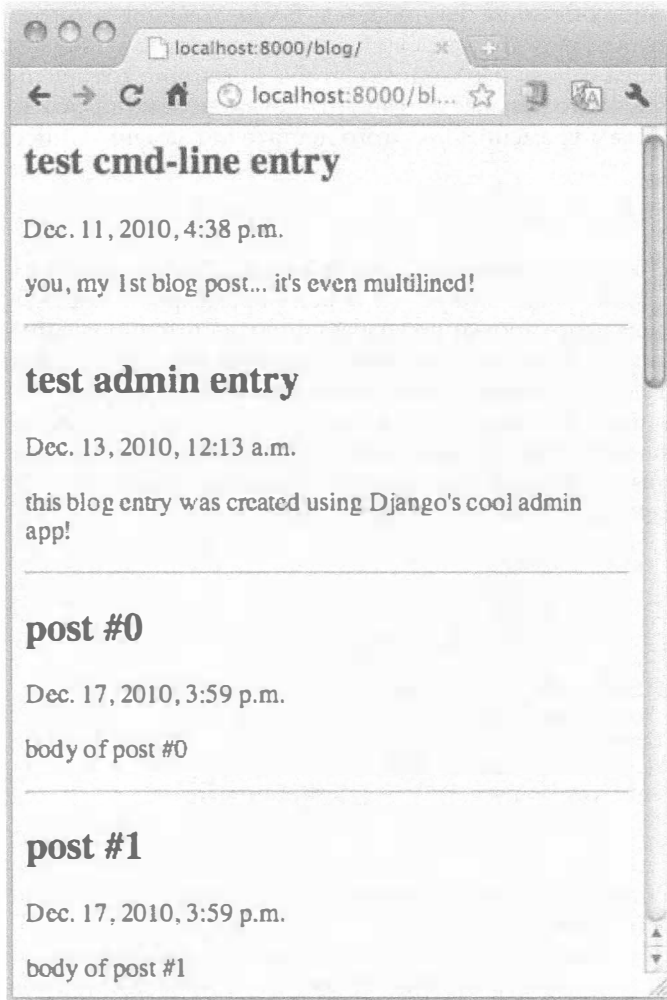 localhost:8000/blog/
localhost:8000/bl...
test cmd-line entry
Dec. 11, 2010, 4:38 p.m.
you, my 1st blog post... it's even multilined!
test admin entry
Dec. 13, 2010, 12:13 a.m.
this blog entry was created using Django's cool admin
app!
post #0
Dec. 17, 2010, 3:59 p.m.
body of post #0
post #1
Dec. 17, 2010, 3:59 p.m.
body of post #1